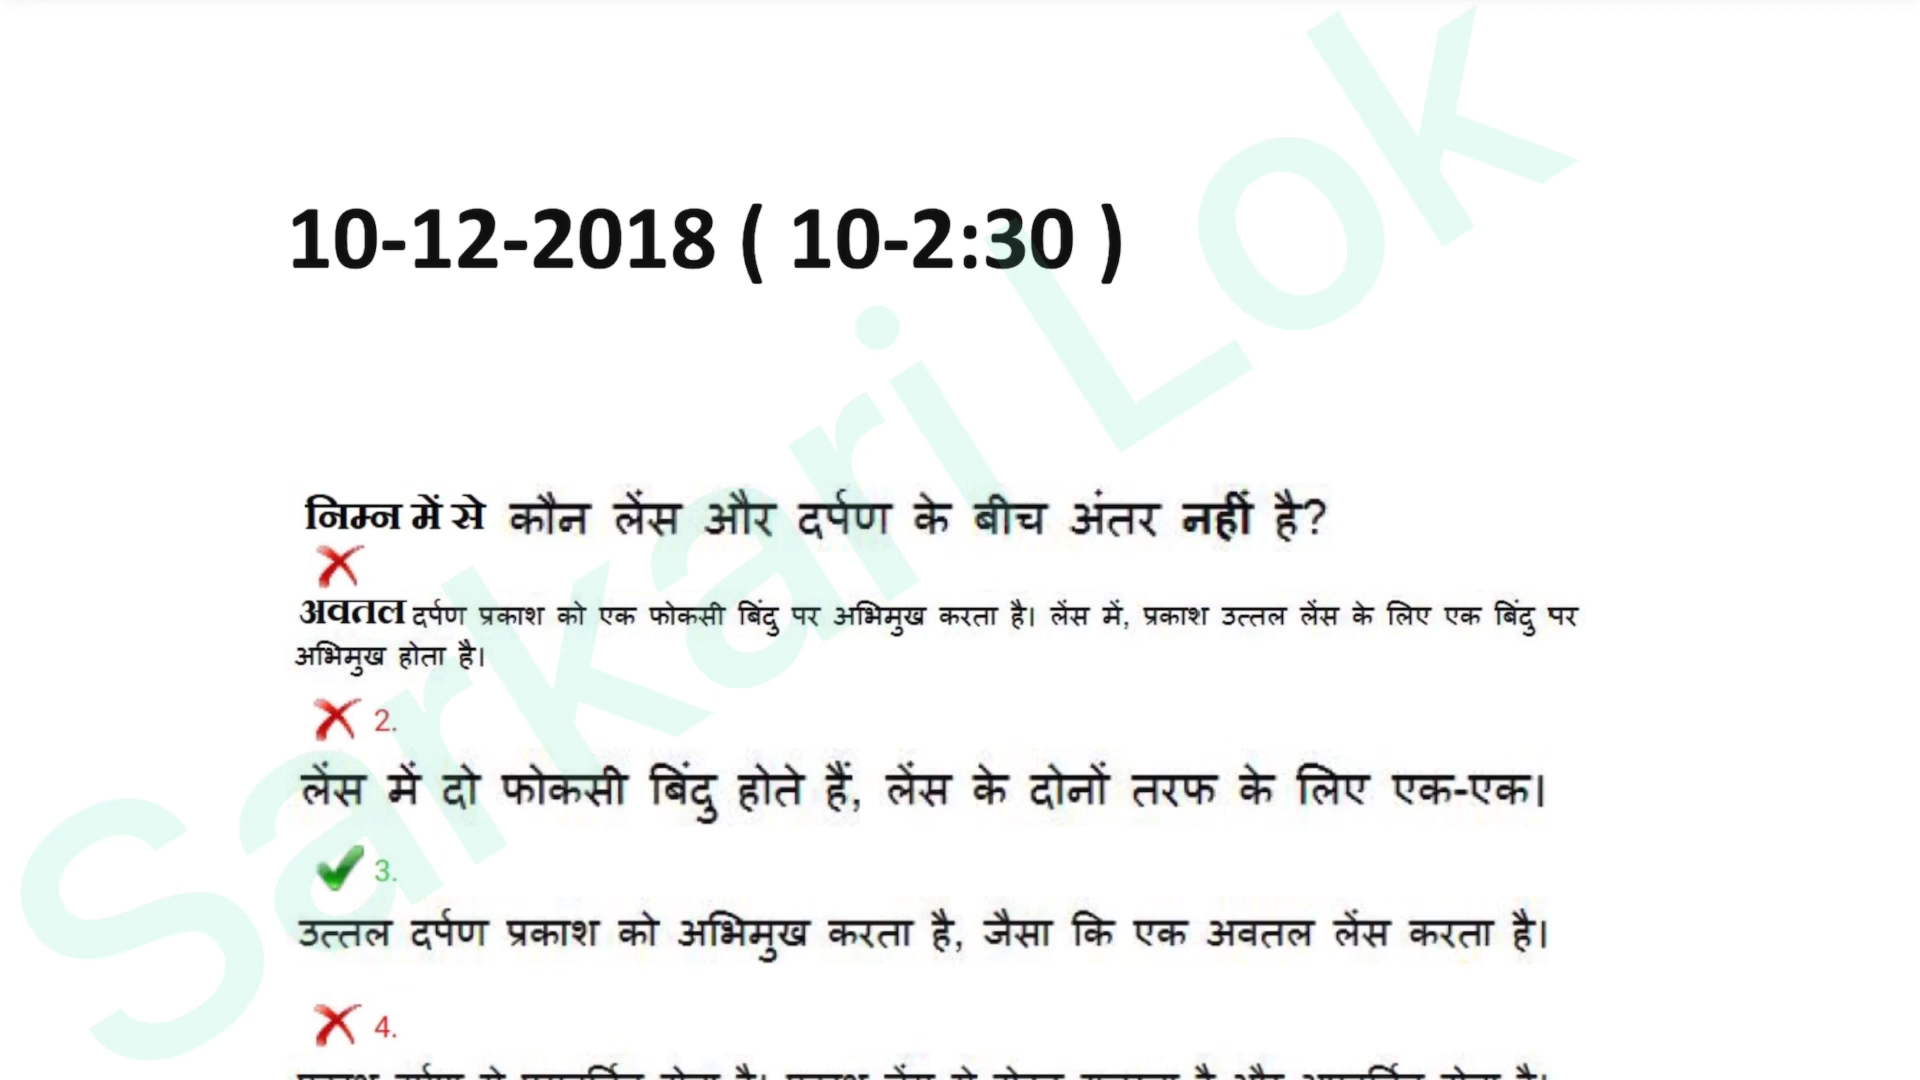 10-12-2018 ( 10-2:30 )
निम्न में से कौन लेंस और दर्पण के बीच अंतर नहीं है?
अवतल दर्पण प्रकाश को एक फोकसी बिंदु पर अभिमुख करता है। लेंस में, प्रकाश उत्तल लेंस के लिए एक बिंदु पर
अभिमुख होता है।
2.
लेंस में दो फोकसी बिंदु होते हैं, लेंस के दोनों तरफ के लिए एक-एक।
3.
उत्तल दर्पण प्रकाश को अभिमुख करता है, जैसा कि एक अवतल लेंस करता है।
4.
Sarkari Lok